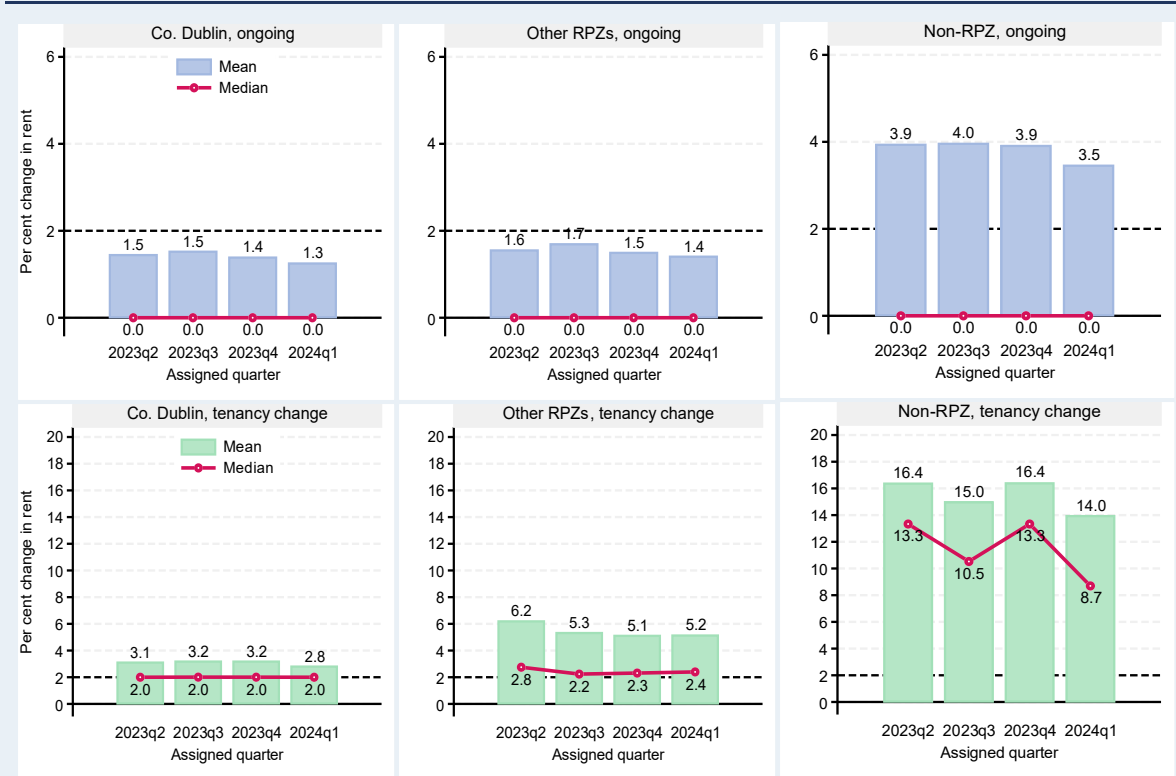 Co. Dublin, ongoing
Per cent change in rent
6
4
2
0
Mean
Median
1.5 1.5 1.4 1.3
0.0 0.0 0.0 0.0
2023q2 2023q3 2023q4 2024q1
Assigned quarter
Other RPZs, ongoing
6
4
2
0
1.6 1.7 1.5 1.4
0.0 0.0 0.0 0.0
2023q2 2023q3 2023q4 2024q1
Assigned quarter
Non-RPZ, ongoing
6
4
2
0
3.9 4.0 3.9 3.5
0.0 0.0 0.0 0.0
2023q2 2023q3 2023q4 2024q1
Assigned quarter
Co. Dublin, tenancy change
Per cent change in rent
20
18
16
14
12
10
8
6
4
2
0
Mean
Median
3.1 3.2 3.2 2.8
2.0 2.0 2.0 2.0
2023q2 2023q3 2023q4 2024q1
Assigned quarter
Other RPZs, tenancy change
20
18
16
14
12
10
8
6
4
2
0
6.2 5.3 5.1 5.2
2.8 2.2 2.3 2.4
2023q2 2023q3 2023q4 2024q1
Assigned quarter
Non-RPZ, tenancy change
20
18
16
14
12
10
8
6
4
2
0
16.4 15.0 16.4 14.0
13.3 10.5 13.3 8.7
2023q2 2023q3 2023q4 2024q1
Assigned quarter